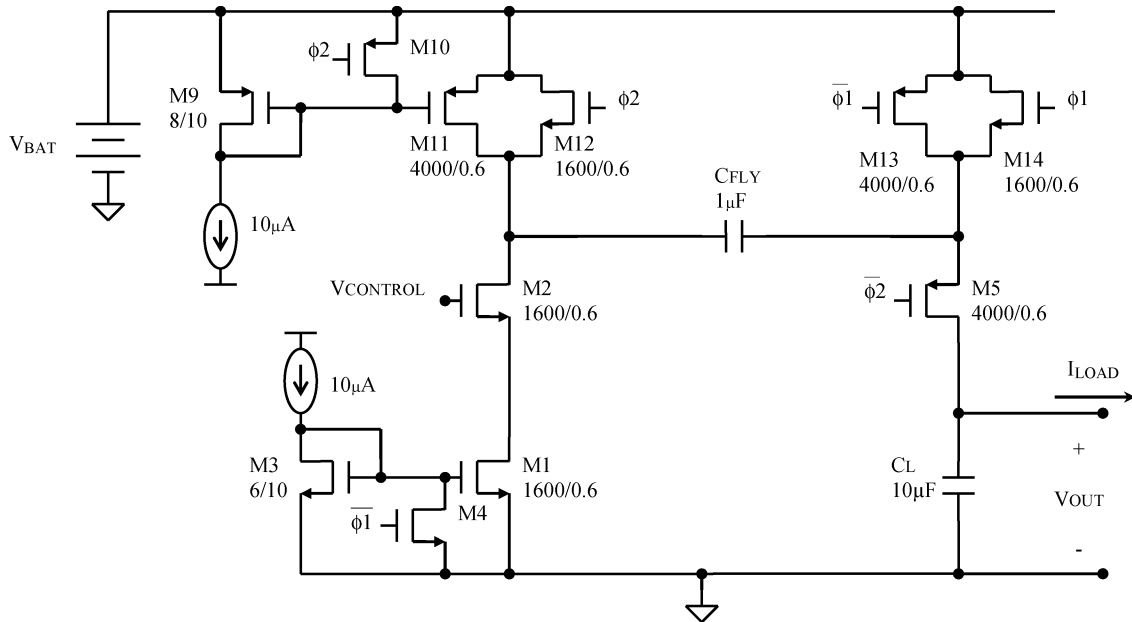 ϕ2
M10
M9
8/10
VBAT
10μA
M11
4000/0.6
M12
1600/0.6
ϕ2
ϕ1
M13
4000/0.6
M14
1600/0.6
ϕ1
CFLY
1μF
VCONTROL
M2
1600/0.6
ϕ2
M5
4000/0.6
10μA
ILOAD
M3
6/10
M1
1600/0.6
M4
ϕ1
CL
10μF
+
VOUT
-